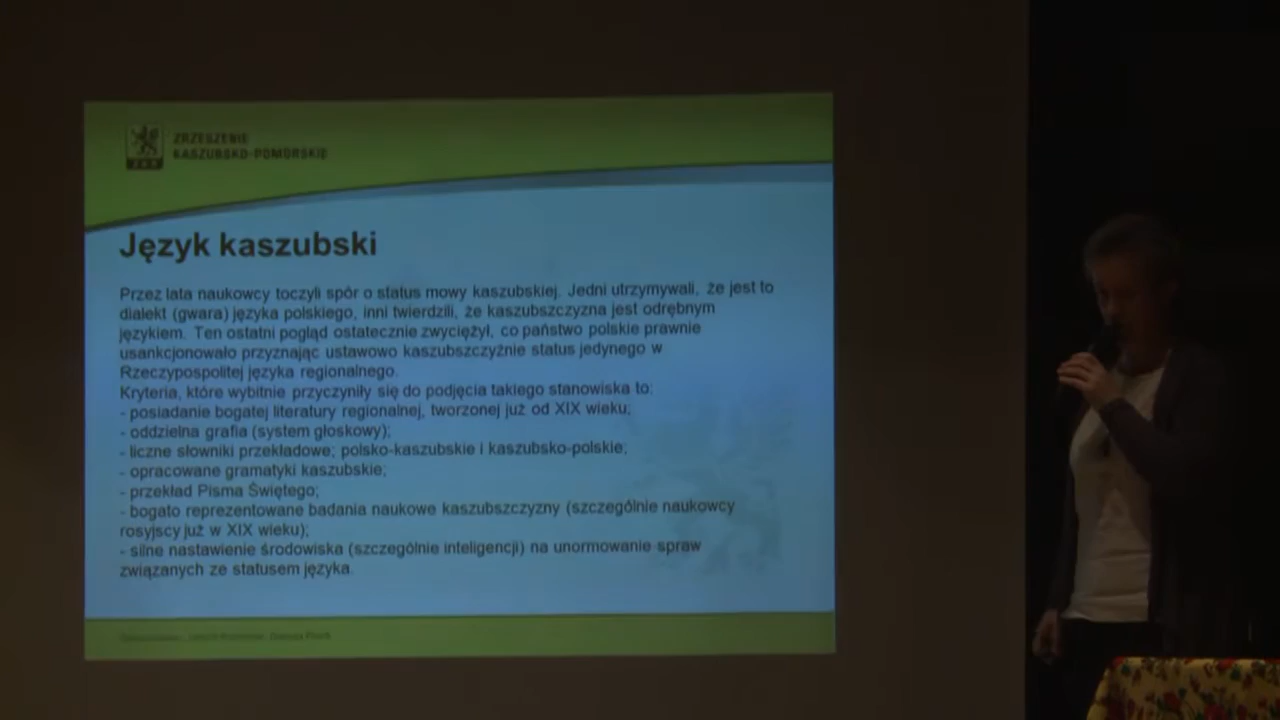 ZRZESZENIE
KASZUBSKO-POMORSKIE
Język kaszubski
Przez lata naukowcy toczyli spór o status mowy kaszubskiej. Jedni utrzymywali, że jest to
dialekt (gwara) języka polskiego, inni twierdzili, że kaszubszczyzna jest odrębnym
językiem. Ten ostatni pogląd ostatecznie zwyciężył, co państwo polskie prawnie
usankcjonowało przyznając ustawowo kaszubszczyźnie status jedynego w
Rzeczypospolitej języka regionalnego.
Kryteria, które wybitnie przyczyniły się do podjęcia takiego stanowiska to:
- posiadanie bogatej literatury regionalnej, tworzonej już od XIX wieku;
- oddzielna grafia (system głoskowy);
- liczne słowniki przekładowe; polsko-kaszubskie i kaszubsko-polskie;
- opracowane gramatyki kaszubskie;
- przekład Pisma Świętego;
- bogato reprezentowane badania naukowe kaszubszczyzny (szczególnie naukowcy
rosyjscy już w XIX wieku);
- silne nastawienie środowiska (szczególnie inteligencji) na unormowanie spraw
związanych ze statusem języka.